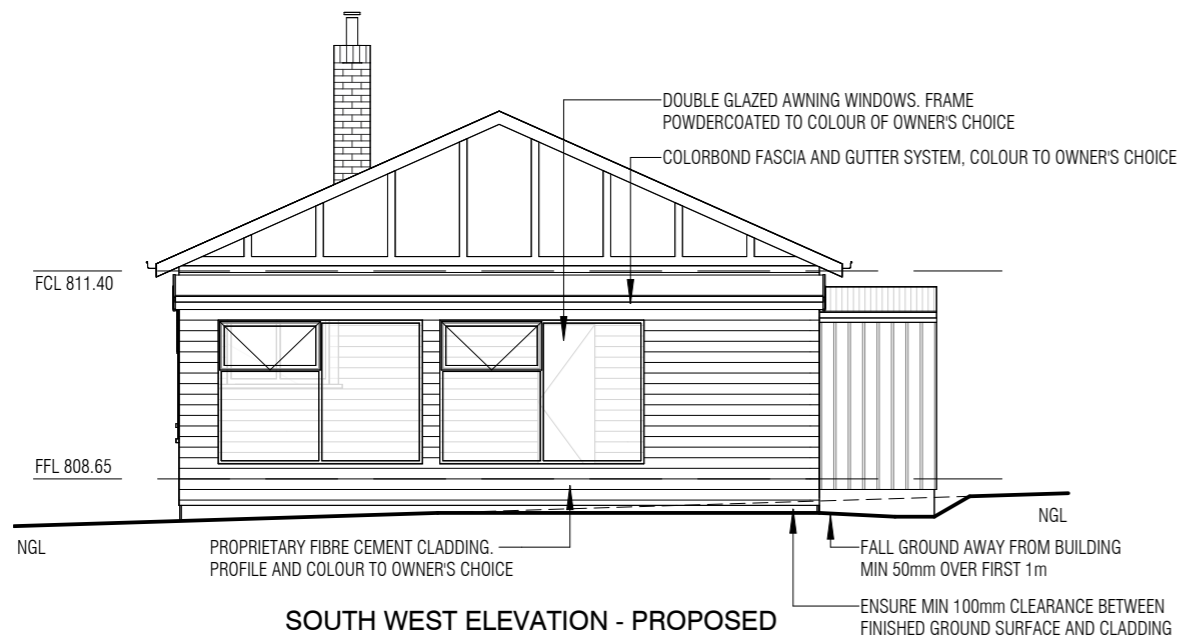 DOUBLE GLAZED AWNING WINDOWS. FRAME
POWDERCOATED TO COLOUR OF OWNER'S CHOICE
COLORBOND FASCIA AND GUTTER SYSTEM, COLOUR TO OWNER'S CHOICE
FCL 811.40
FFL 808.65
NGL
NGL
PROPRIETARY FIBRE CEMENT CLADDING.
PROFILE AND COLOUR TO OWNER'S CHOICE
FALL GROUND AWAY FROM BUILDING
MIN 50mm OVER FIRST 1m
ENSURE MIN 100mm CLEARANCE BETWEEN
FINISHED GROUND SURFACE AND CLADDING
SOUTH WEST ELEVATION - PROPOSED